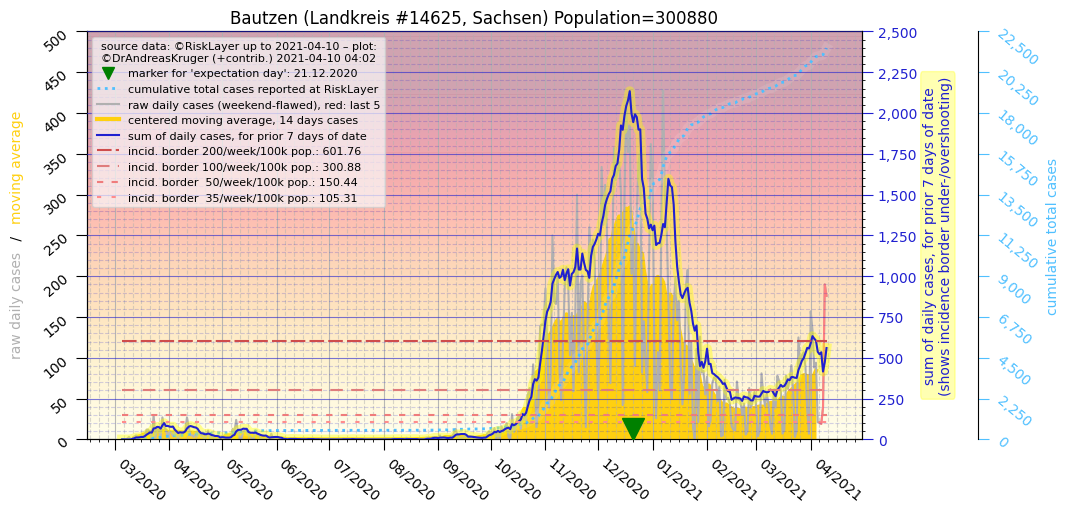 Bautzen (Landkreis #14625, Sachsen) Population=300880
source data: ©RiskLayer up to 2021-04-10 – plot:
©DrAndreasKruger (+contrib.) 2021-04-10 04:02
marker for 'expectation day': 21.12.2020
cumulative total cases reported at RiskLayer
raw daily cases (weekend-flawed), red: last 5
centered moving average, 14 days cases
sum of daily cases, for prior 7 days of date
incid. border 200/week/100k pop.: 601.76
incid. border 100/week/100k pop.: 300.88
incid. border  50/week/100k pop.: 150.44
incid. border  35/week/100k pop.: 105.31
raw daily cases / moving average
500
450
400
350
300
250
200
150
100
50
0
03/2020
04/2020
05/2020
06/2020
07/2020
08/2020
09/2020
10/2020
11/2020
12/2020
01/2021
02/2021
03/2021
04/2021
2,500
2,250
2,000
1,750
1,500
1,250
1,000
750
500
250
0
sum of daily cases, for prior 7 days of date
(shows incidence border under-/overshooting)
22,500
20,250
18,000
15,750
13,500
11,250
9,000
6,750
4,500
2,250
0
cumulative total cases